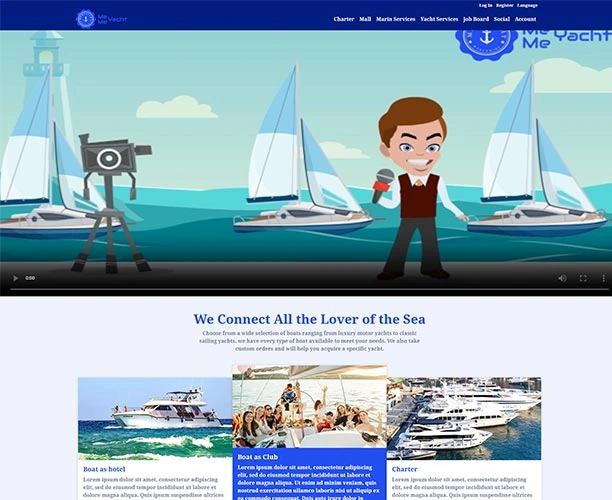 Log In Register Language
Me Yacht
Me
Charter Mall Marin Services Yacht Services Job Board Social Account
Me Yacht
Me
0:00
We Connect All the Lover of the Sea
Choose from a wide selection of boats ranging from luxury motor yachts to classic
sailing yachts, we have every type of boat available to meet your needs. We also take
custom orders and will help you acquire a specific yacht.
Boat as hotel
Lorem ipsum dolor sit amet, consectetur adipiscing
elit, sed do eiusmod tempor incididunt ut labore et
dolore magna aliqua. Quis ipsum suspendisse ultrices
Boat as Club
Lorem ipsum dolor sit amet, consectetur adipiscing
elit, sed do eiusmod tempor incididunt ut labore et
dolore magna aliqua. Ut enim ad minim veniam, quis
nostrud exercitation ullamco laboris nisi ut aliquip ex
ea commodo consequat. Duis aute irure dolor in
Charter
Lorem ipsum dolor sit amet, consectetur adipiscing
elit, sed do eiusmod tempor incididunt ut labore et
dolore magna aliqua. Quis ipsum suspendisse ultrices